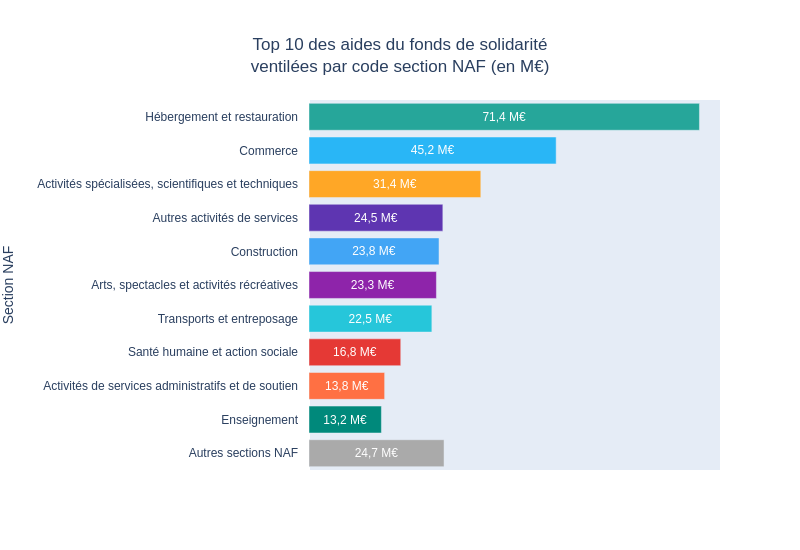 Top 10 des aides du fonds de solidarité
ventilées par code section NAF (en M€)
Section NAF
Hébergement et restauration 71,4 M€
Commerce 45,2 M€
Activités spécialisées, scientifiques et techniques 31,4 M€
Autres activités de services 24,5 M€
Construction 23,8 M€
Arts, spectacles et activités récréatives 23,3 M€
Transports et entreposage 22,5 M€
Santé humaine et action sociale 16,8 M€
Activités de services administratifs et de soutien 13,8 M€
Enseignement 13,2 M€
Autres sections NAF 24,7 M€